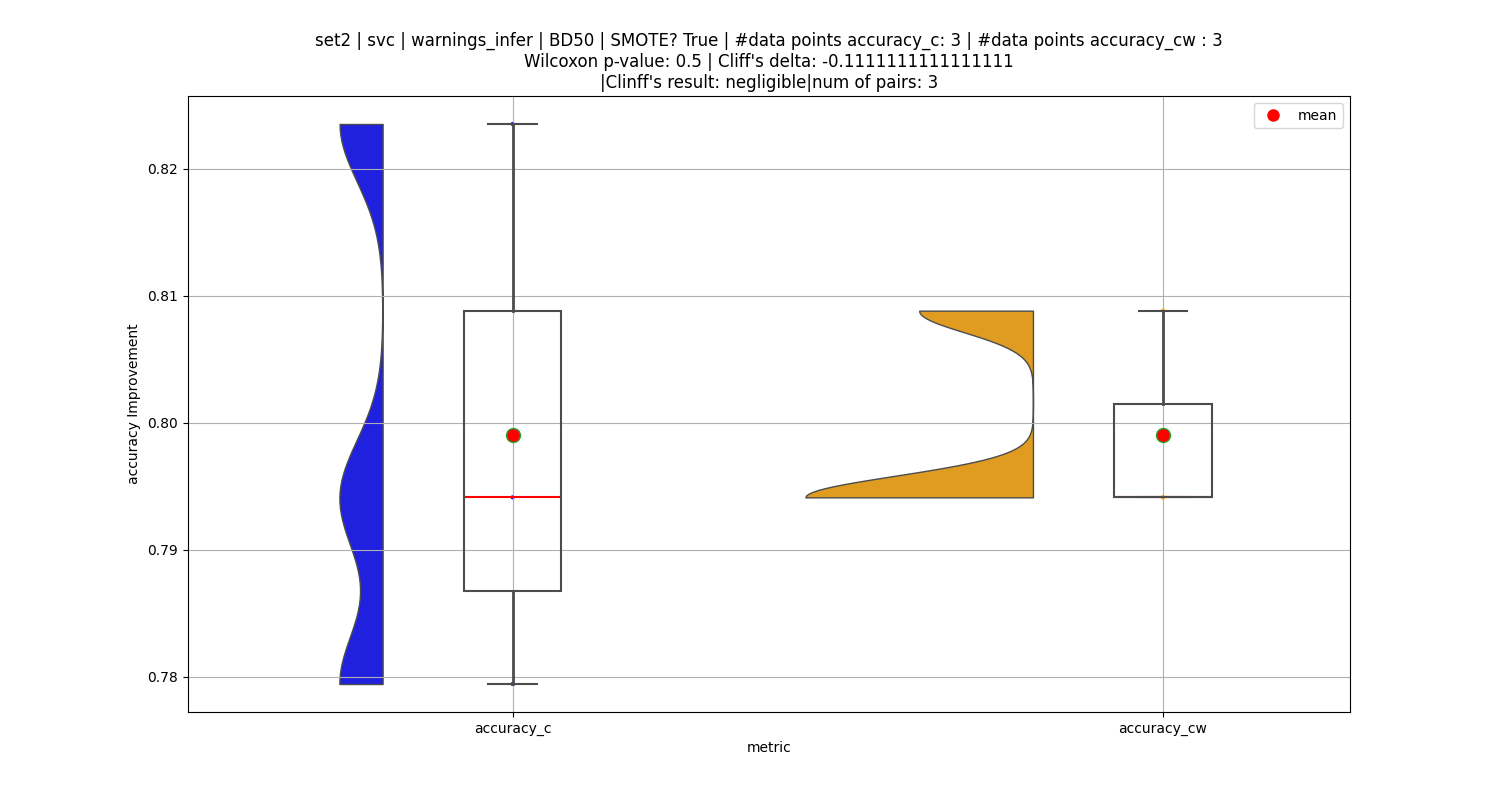 set2 | svc | warnings_infer | BD50 | SMOTE? True | #data points accuracy_c: 3 | #data points accuracy_cw : 3
Wilcoxon p-value: 0.5 | Cliff's delta: -0.1111111111111111
|Clinff's result: negligible|num of pairs: 3
mean
0.82
0.81
0.80
0.79
0.78
accuracy Improvement
accuracy_c
accuracy_cw
metric